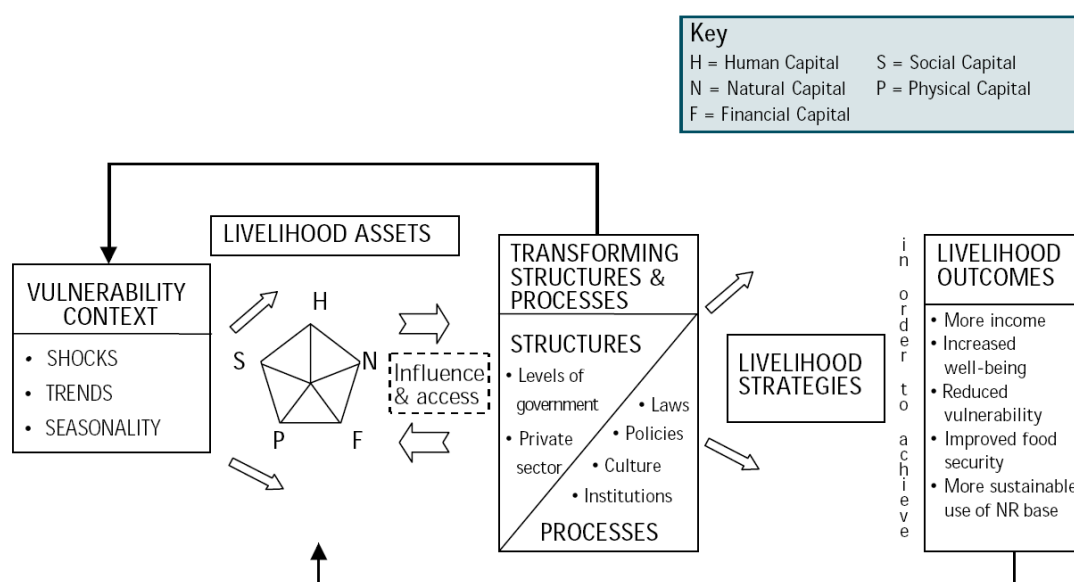 Key
H = Human Capital S = Social Capital
N = Natural Capital P = Physical Capital
F = Financial Capital
LIVELIHOOD ASSETS
VULNERABILITY
CONTEXT
• SHOCKS
• TRENDS
• SEASONALITY
H
S
N
P
F
Influence
& access
TRANSFORMING
STRUCTURES &
PROCESSES
STRUCTURES
• Levels of
government
• Private
sector
• Laws
• Policies
• Culture
• Institutions
PROCESSES
LIVELIHOOD
STRATEGIES
in order to achieve
LIVELIHOOD
OUTCOMES
• More income
• Increased
well-being
• Reduced
vulnerability
• Improved food
security
• More sustainable
use of NR base